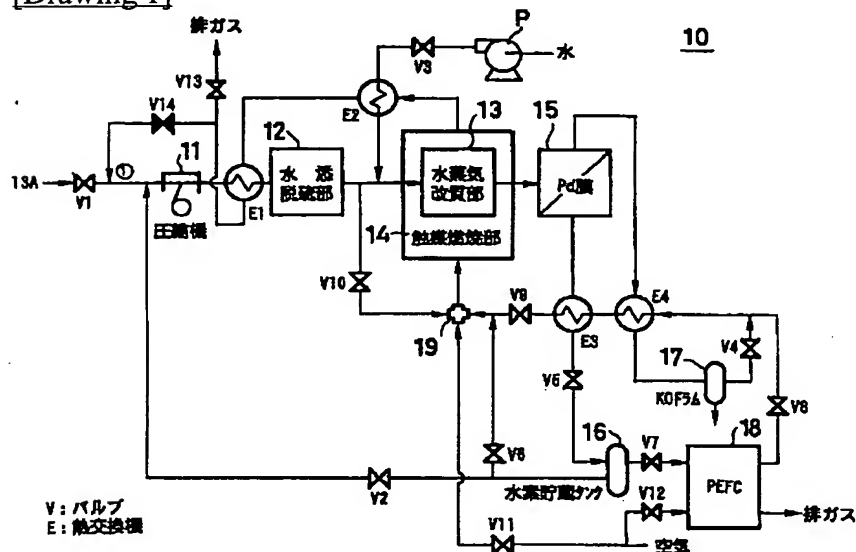 [Drawing 1]
排ガス
P
水
10
V3
V13
V14
E2
13
15
11
12
水添
脱硫部
水蒸気
改質部
Pd膜
13A
①
V1
圧縮機
E1
14
触媒燃焼部
V10
V9
E4
19
E3
17
V4
V5
KOドラム
V8
16
18
V6
V7
PEFC
V2
水素貯蔵タンク
V12
排ガス
V11
空気
V:バルブ
E:熱交換機